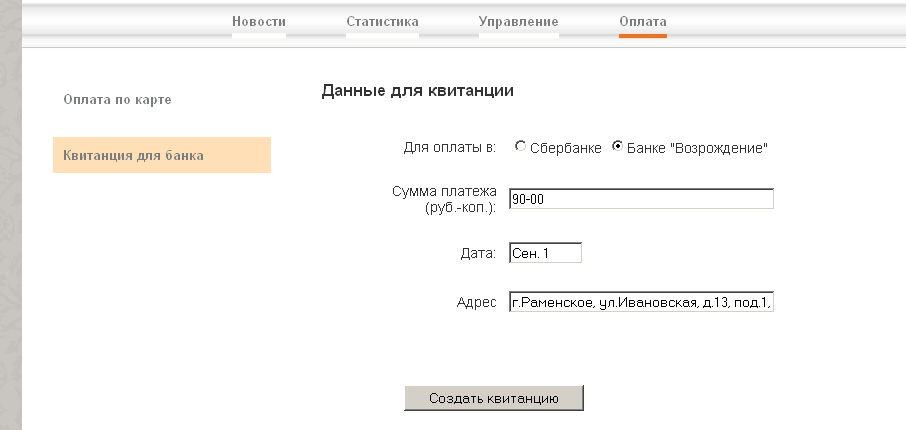 Новости Статистика Управление Оплата
Оплата по карте
Квитанция для банка
Данные для квитанции
Для оплаты в: Сбербанке Банке "Возрождение"
Сумма платежа
(руб.-коп.): 90-00
Дата: Сен. 1
Адрес г.Раменское, ул.Ивановская, д.13, под.1,
Создать квитанцию